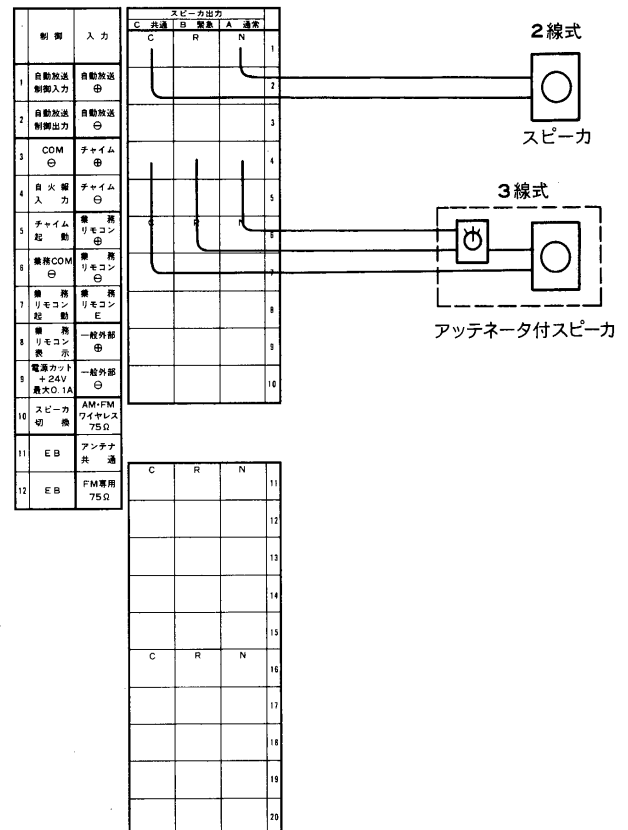 スピーカ出力
C 共通 B 緊急 A 通常
制御 入力
C R N
1
2
3
4
5
C R N
6
7
8
9
10
1 自動放送 制御入力 自動放送 ⊕
2 自動放送 制御出力 自動放送 ⊖
3 COM ⊖ チャイム ⊕
4 自火報 入力 チャイム ⊖
5 チャイム 起動 業務 リモコン ⊕
6 業務COM ⊖ 業務 リモコン ⊖
7 業務 リモコン 起動 業務 リモコン E
8 業務 リモコン 表示 一般外部 ⊕
9 電源カット +24V 最大0.1A 一般外部 ⊖
10 スピーカ 切換 AM・FM ワイヤレス 75Ω
11 EB アンテナ 共通
12 EB FM専用 75Ω
2線式
スピーカ
3線式
アッテネータ付スピーカ
C R N
11
12
13
14
15
C R N
16
17
18
19
20